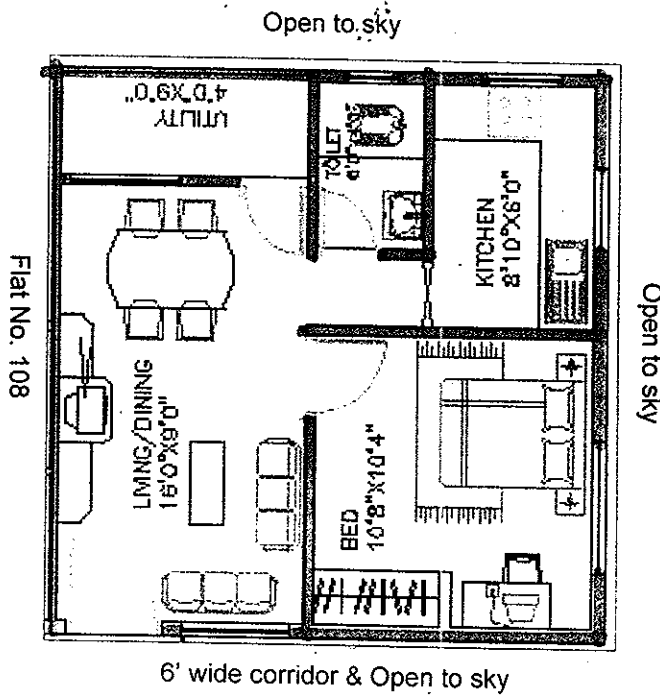 Open to sky
UTILITY
4'0"X9'0"
TOILET
KITCHEN
8'10"X6'0"
Flat No. 108
Open to sky
LIVING/DINING
16'0"X9'0"
BED
10'8"X10'4"
6' wide corridor & Open to sky